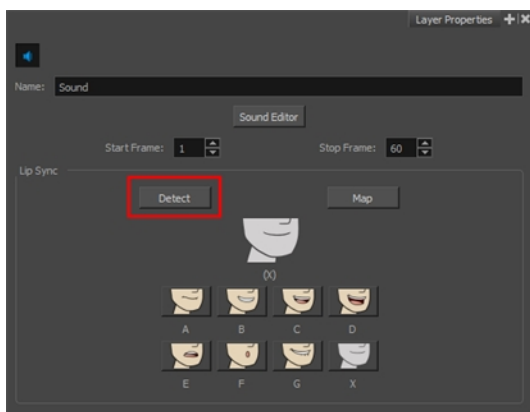 Layer Properties
Name: Sound
Sound Editor
Start Frame: 1 Stop Frame: 60
Lip Sync
Detect Map
(X)
A B C D
E F G X